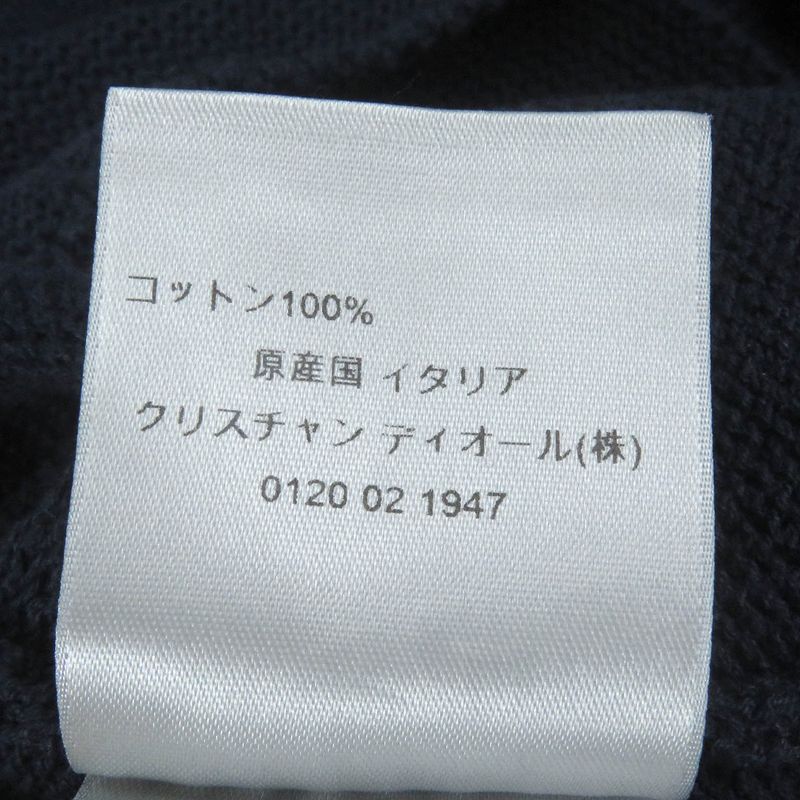 コットン100%
原産国 イタリア
クリスチャン ディオール(株)
0120 02 1947